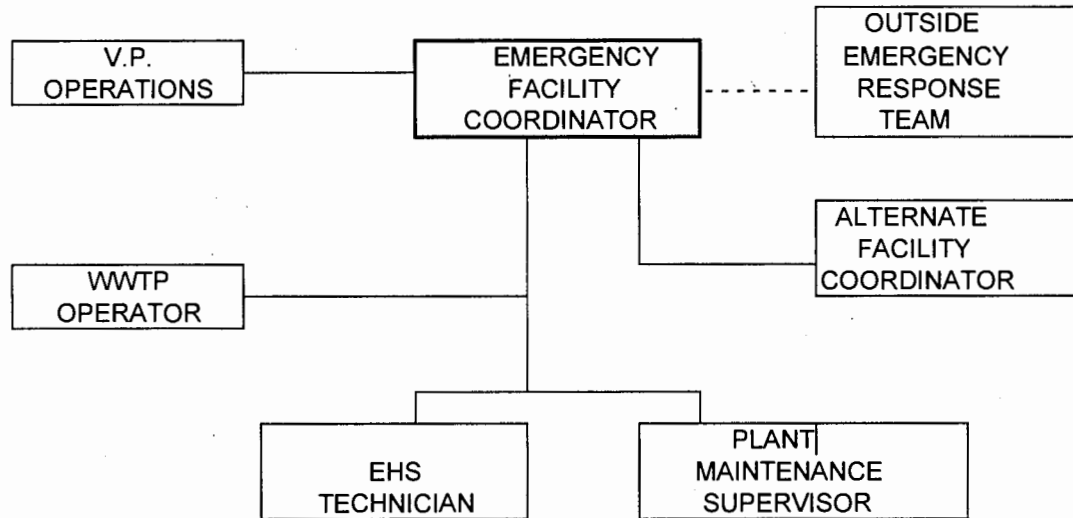 V.P.
OPERATIONS
EMERGENCY
FACILITY
COORDINATOR
OUTSIDE
EMERGENCY
RESPONSE
TEAM
ALTERNATE
FACILITY
COORDINATOR
WWTP
OPERATOR
EHS
TECHNICIAN
PLANT
MAINTENANCE
SUPERVISOR